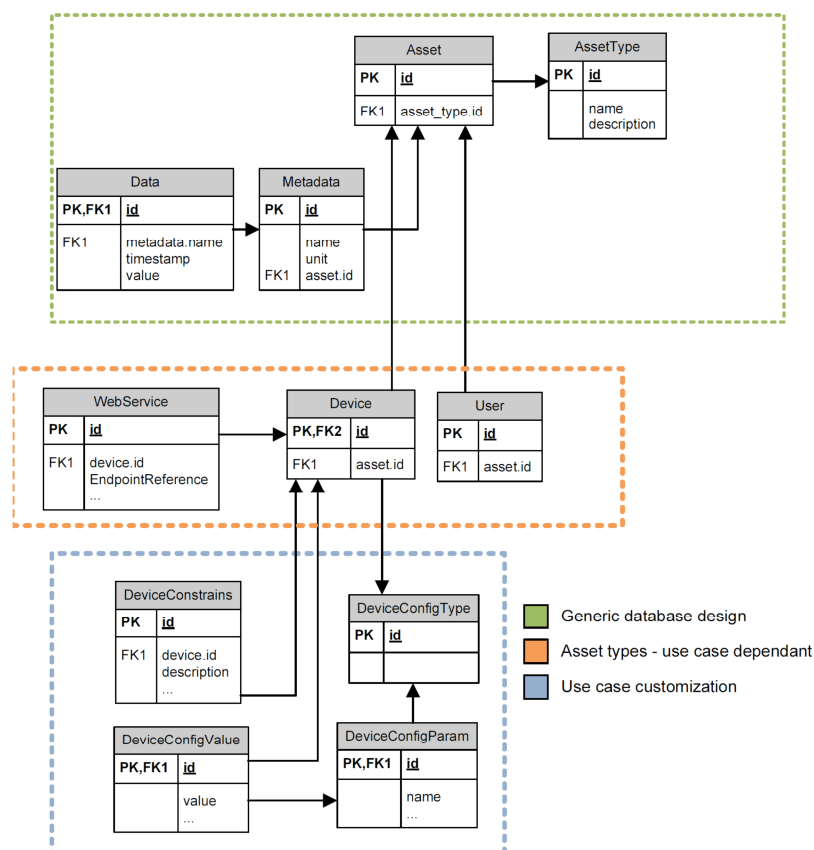 Asset
PK id
FK1 asset_type.id
AssetType
PK id
name
description
Data
PK,FK1 id
FK1 metadata.name
timestamp
value
Metadata
PK id
name
unit
FK1 asset.id
WebService
PK id
FK1 device.id
EndpointReference
...
Device
PK,FK2 id
FK1 asset.id
User
PK id
FK1 asset.id
DeviceConstrains
PK id
FK1 device.id
description
...
DeviceConfigType
PK id
DeviceConfigValue
PK,FK1 id
value
...
DeviceConfigParam
PK,FK1 id
name
...
Generic database design
Asset types - use case dependant
Use case customization